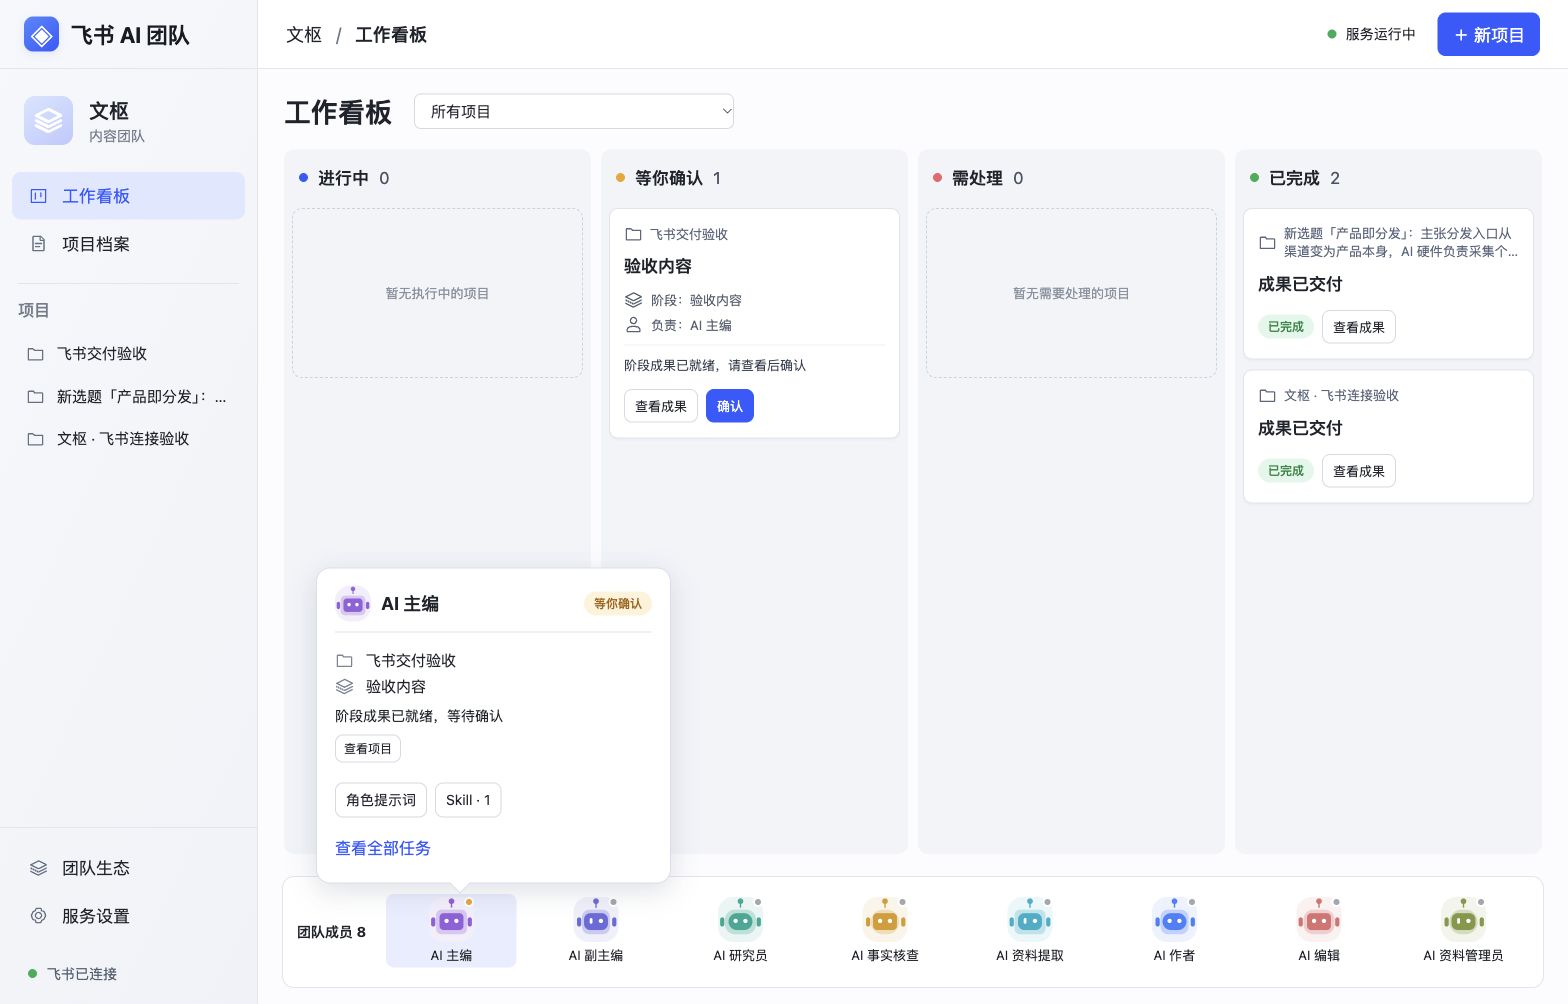 飞书 AI 团队
文枢 / 工作看板
服务运行中
+ 新项目
文枢
内容团队
工作看板
项目档案
项目
飞书交付验收
新选题「产品即分发」：...
文枢 · 飞书连接验收
团队生态
服务设置
飞书已连接
工作看板
所有项目
进行中 0
暂无执行中的项目
等你确认 1
飞书交付验收
验收内容
阶段：验收内容
负责：AI 主编
阶段成果已就绪，请查看后确认
查看成果
确认
需处理 0
暂无需要处理的项目
已完成 2
新选题「产品即分发」：主张分发入口从
渠道变为产品本身，AI 硬件负责采集个...
成果已交付
已完成
查看成果
文枢 · 飞书连接验收
成果已交付
已完成
查看成果
AI 主编
等你确认
飞书交付验收
验收内容
阶段成果已就绪，等待确认
查看项目
角色提示词
Skill · 1
查看全部任务
团队成员 8
AI 主编
AI 副主编
AI 研究员
AI 事实核查
AI 资料提取
AI 作者
AI 编辑
AI 资料管理员